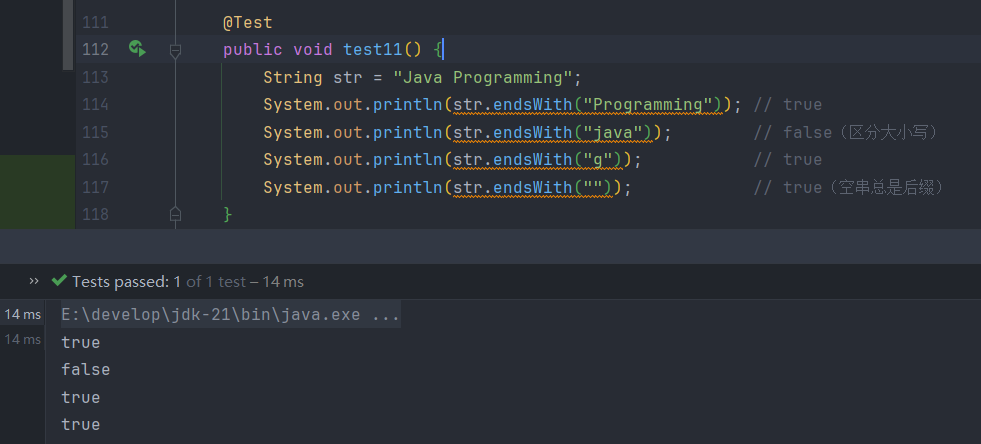 111 @Test
112 public void test11() {
113 String str = "Java Programming";
114 System.out.println(str.endsWith("Programming")); // true
115 System.out.println(str.endsWith("java")); // false（区分大小写）
116 System.out.println(str.endsWith("g")); // true
117 System.out.println(str.endsWith("")); // true（空串总是后缀）
118 }
›› Tests passed: 1 of 1 test – 14 ms
14 ms E:\develop\jdk-21\bin\java.exe ...
14 ms true
false
true
true